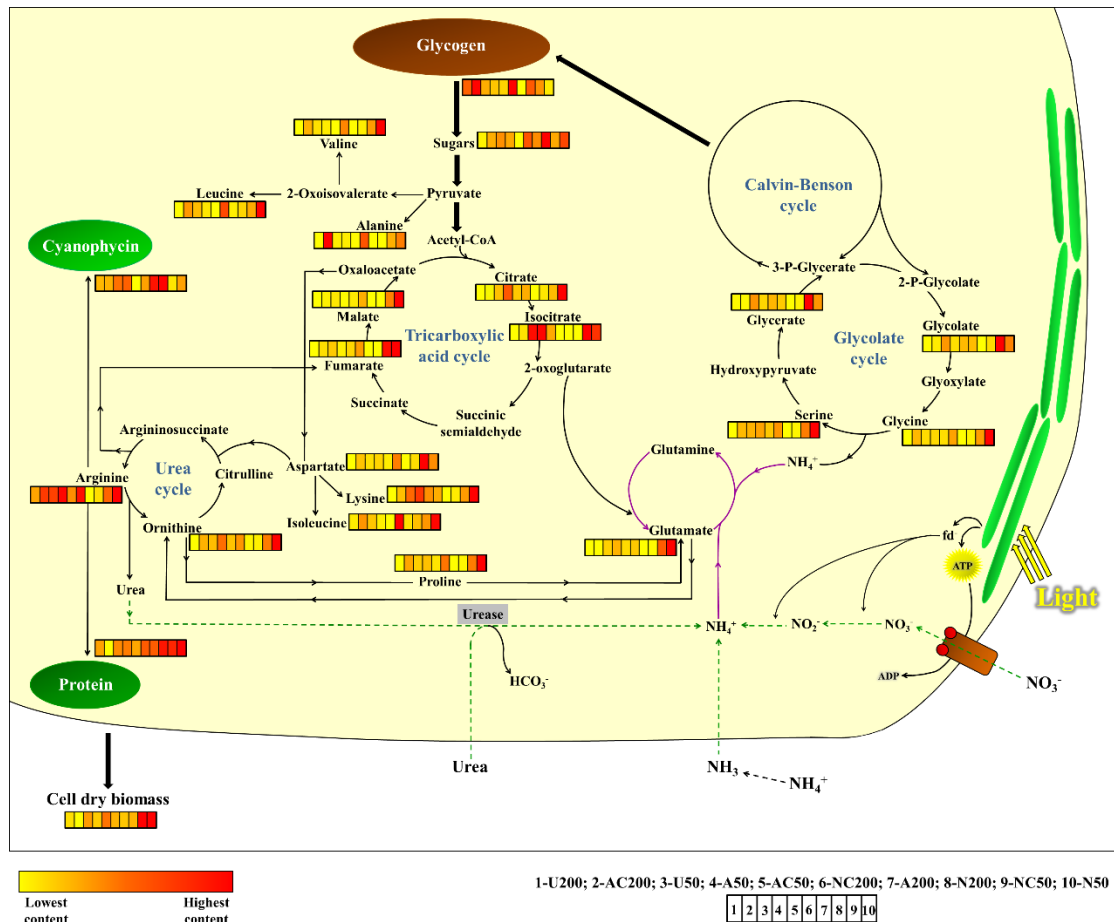 Glycogen
Sugars
Valine
Leucine
2-Oxoisovalerate
Pyruvate
Alanine
Acetyl-CoA
Cyanophycin
Oxaloacetate
Citrate
Malate
Isocitrate
Tricarboxylic
acid cycle
Fumarate
2-oxoglutarate
Succinate
Succinic
semialdehyde
Calvin-Benson
cycle
3-P-Glycerate
2-P-Glycolate
Glycerate
Glycolate
Glycolate
cycle
Hydroxypyruvate
Glyoxylate
Serine
Glycine
Argininosuccinate
Urea
cycle
Citrulline
Aspartate
Arginine
Lysine
Isoleucine
Ornithine
Glutamine
NH₄⁺
Glutamate
Proline
fd
ATP
Light
Urea
Urease
NH₄⁺
NO₂⁻
NO₃⁻
HCO₃⁻
ADP
NO₃⁻
Protein
Urea
NH₃
NH₄⁺
Cell dry biomass
Lowest
content
Highest
content
1-U200; 2-AC200; 3-U50; 4-A50; 5-AC50; 6-NC200; 7-A200; 8-N200; 9-NC50; 10-N50
1 2 3 4 5 6 7 8 9 10